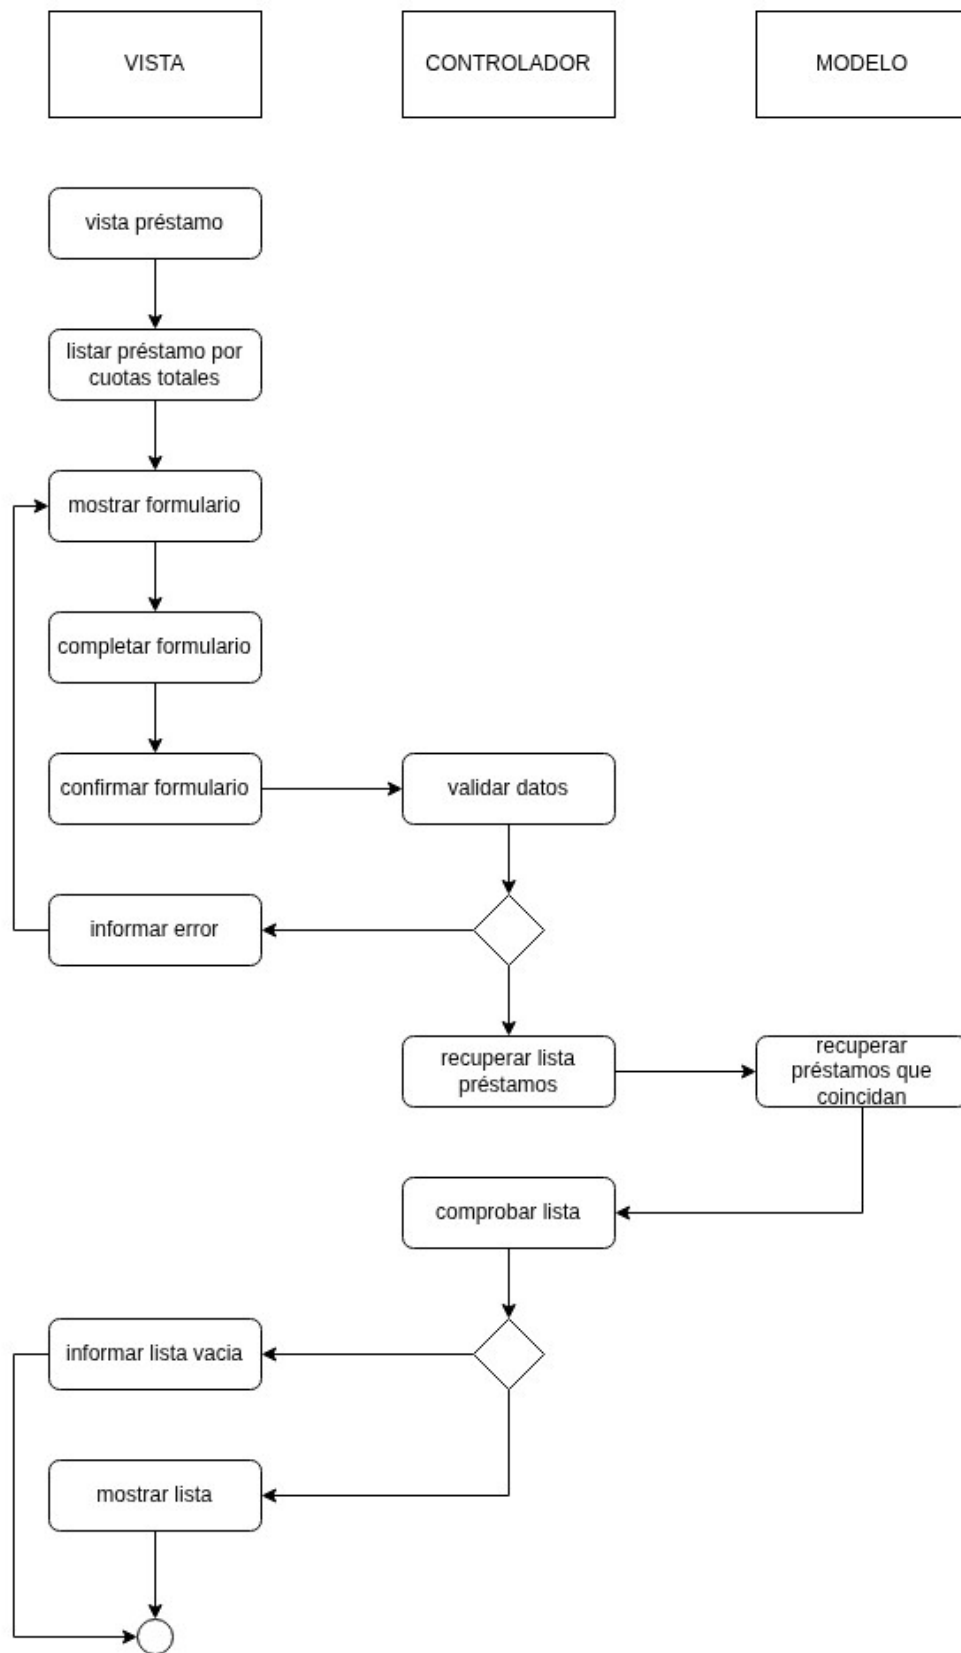 VISTA
CONTROLADOR
MODELO
vista préstamo
listar préstamo por
cuotas totales
mostrar formulario
completar formulario
confirmar formulario
validar datos
informar error
recuperar lista
préstamos
recuperar
préstamos que
coincidan
comprobar lista
informar lista vacia
mostrar lista